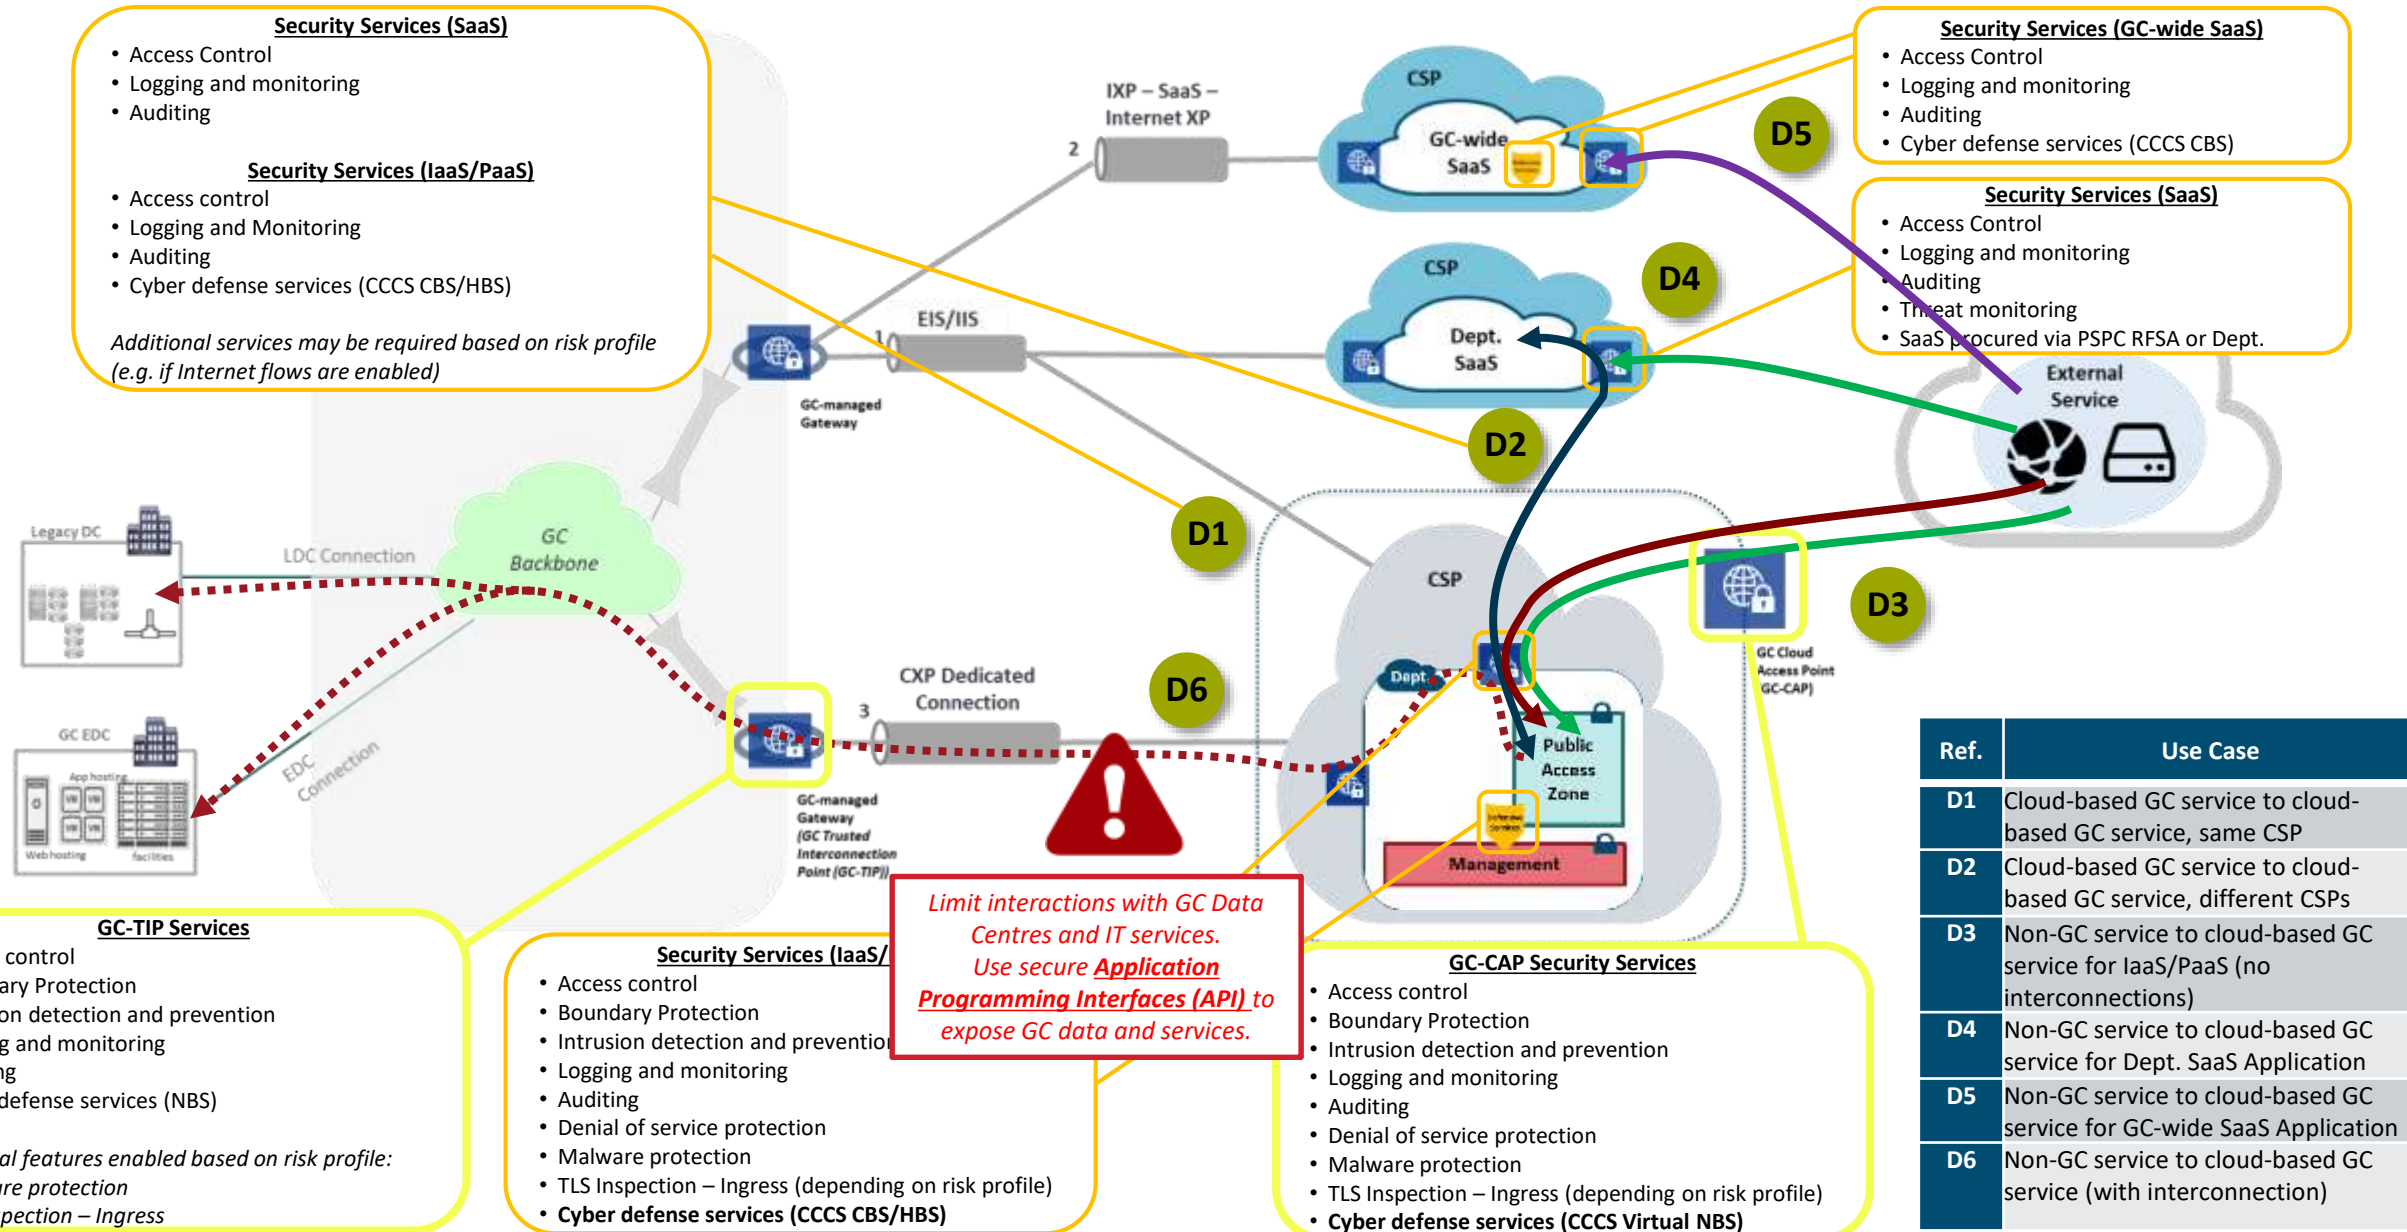 Security Services (SaaS)
• Access Control
• Logging and monitoring
• Auditing
Security Services (IaaS/PaaS)
• Access control
• Logging and Monitoring
• Auditing
• Cyber defense services (CCCS CBS/HBS)
Additional services may be required based on risk profile
(e.g. if Internet flows are enabled)
IXP – SaaS –
Internet XP
2
CSP
GC-wide
SaaS
D5
Security Services (GC-wide SaaS)
• Access Control
• Logging and monitoring
• Auditing
• Cyber defense services (CCCS CBS)
Security Services (SaaS)
• Access Control
• Logging and monitoring
• Auditing
• Threat monitoring
• SaaS procured via PSPC RFSA or Dept.
EIS/IIS
1
CSP
Dept.
SaaS
D4
External
Service
GC-managed
Gateway
D2
D1
Legacy DC
LDC Connection
GC
Backbone
CSP
D3
GC Cloud
Access Point
(GC-CAP)
Dept.
Public
Access
Zone
Defensive
Services
Management
CXP Dedicated
Connection
3
D6
GC EDC
App hosting
VM VM
VM VM
Web hosting
facilities
EDC
Connection
GC-managed
Gateway
(GC Trusted
Interconnection
Point (GC-TIP))
Limit interactions with GC Data
Centres and IT services.
Use secure Application
Programming Interfaces (API) to
expose GC data and services.
GC-TIP Services
control
ary Protection
on detection and prevention
g and monitoring
ng
defense services (NBS)
al features enabled based on risk profile:
are protection
pection – Ingress
Security Services (IaaS/
• Access control
• Boundary Protection
• Intrusion detection and prevention
• Logging and monitoring
• Auditing
• Denial of service protection
• Malware protection
• TLS Inspection – Ingress (depending on risk profile)
• Cyber defense services (CCCS CBS/HBS)
GC-CAP Security Services
• Access control
• Boundary Protection
• Intrusion detection and prevention
• Logging and monitoring
• Auditing
• Denial of service protection
• Malware protection
• TLS Inspection – Ingress (depending on risk profile)
• Cyber defense services (CCCS Virtual NBS)
Ref. Use Case
D1 Cloud-based GC service to cloud-
based GC service, same CSP
D2 Cloud-based GC service to cloud-
based GC service, different CSPs
D3 Non-GC service to cloud-based GC
service for IaaS/PaaS (no
interconnections)
D4 Non-GC service to cloud-based GC
service for Dept. SaaS Application
D5 Non-GC service to cloud-based GC
service for GC-wide SaaS Application
D6 Non-GC service to cloud-based GC
service (with interconnection)